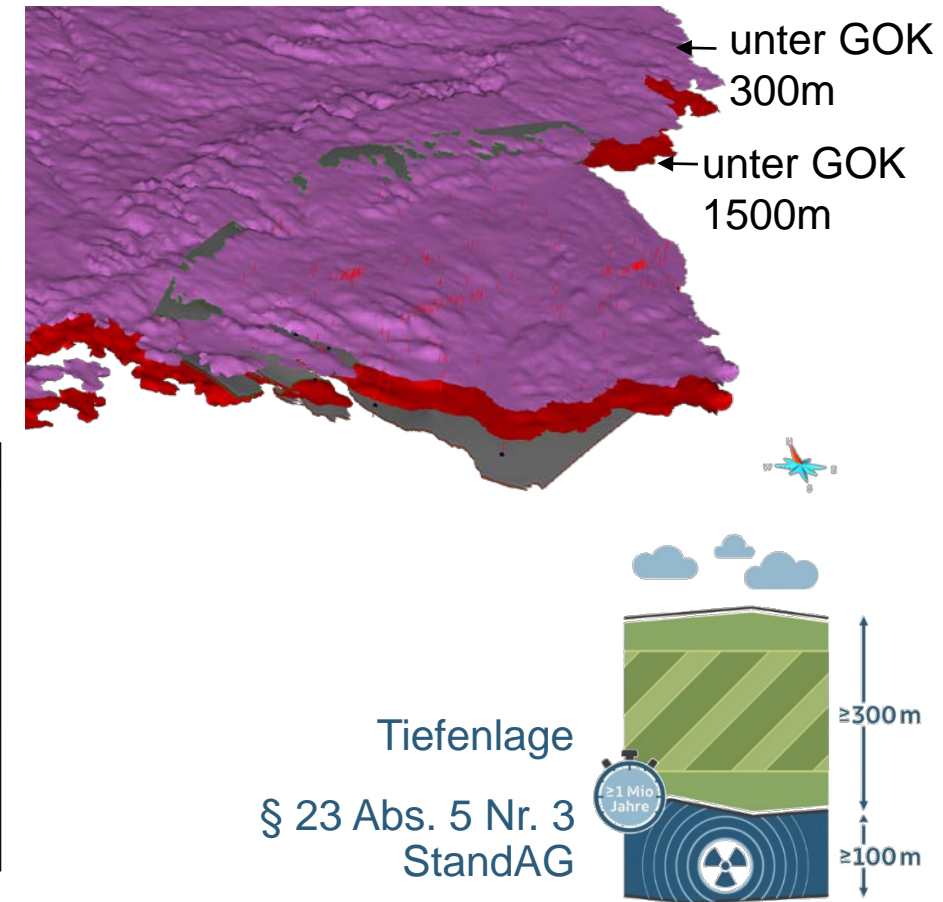 unter GOK
300m
unter GOK
1500m
N
W
E
S
≥300m
Tiefenlage
≥1 Mio
Jahre
§ 23 Abs. 5 Nr. 3
StandAG
≥100m